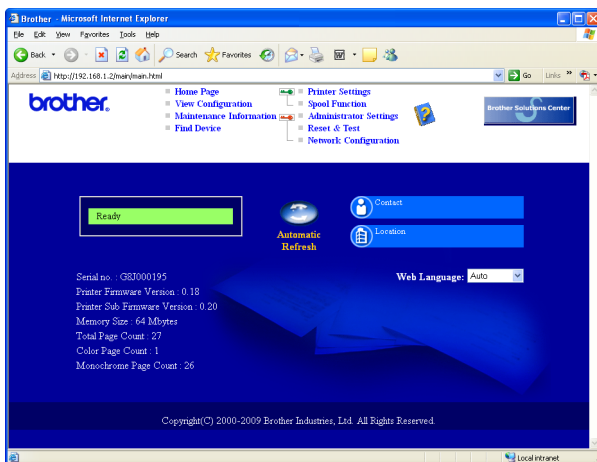 Brother - Microsoft Internet Explorer
File Edit View Favorites Tools Help
Back Search Favorites
Address http://192.168.1.2/main/main.html Go Links »
brother.
Home Page
View Configuration
Maintenance Information
Find Device
Printer Settings
Spool Function
Administrator Settings
Reset & Test
Network Configuration
Brother Solutions Center
Ready
Automatic
Refresh
Contact
Location
Serial no. : G8J000195
Printer Firmware Version : 0.18
Printer Sub Firmware Version : 0.20
Memory Size : 64 Mbytes
Total Page Count : 27
Color Page Count : 1
Monochrome Page Count : 26
Web Language: Auto
Copyright(C) 2000-2009 Brother Industries, Ltd. All Rights Reserved.
Local intranet